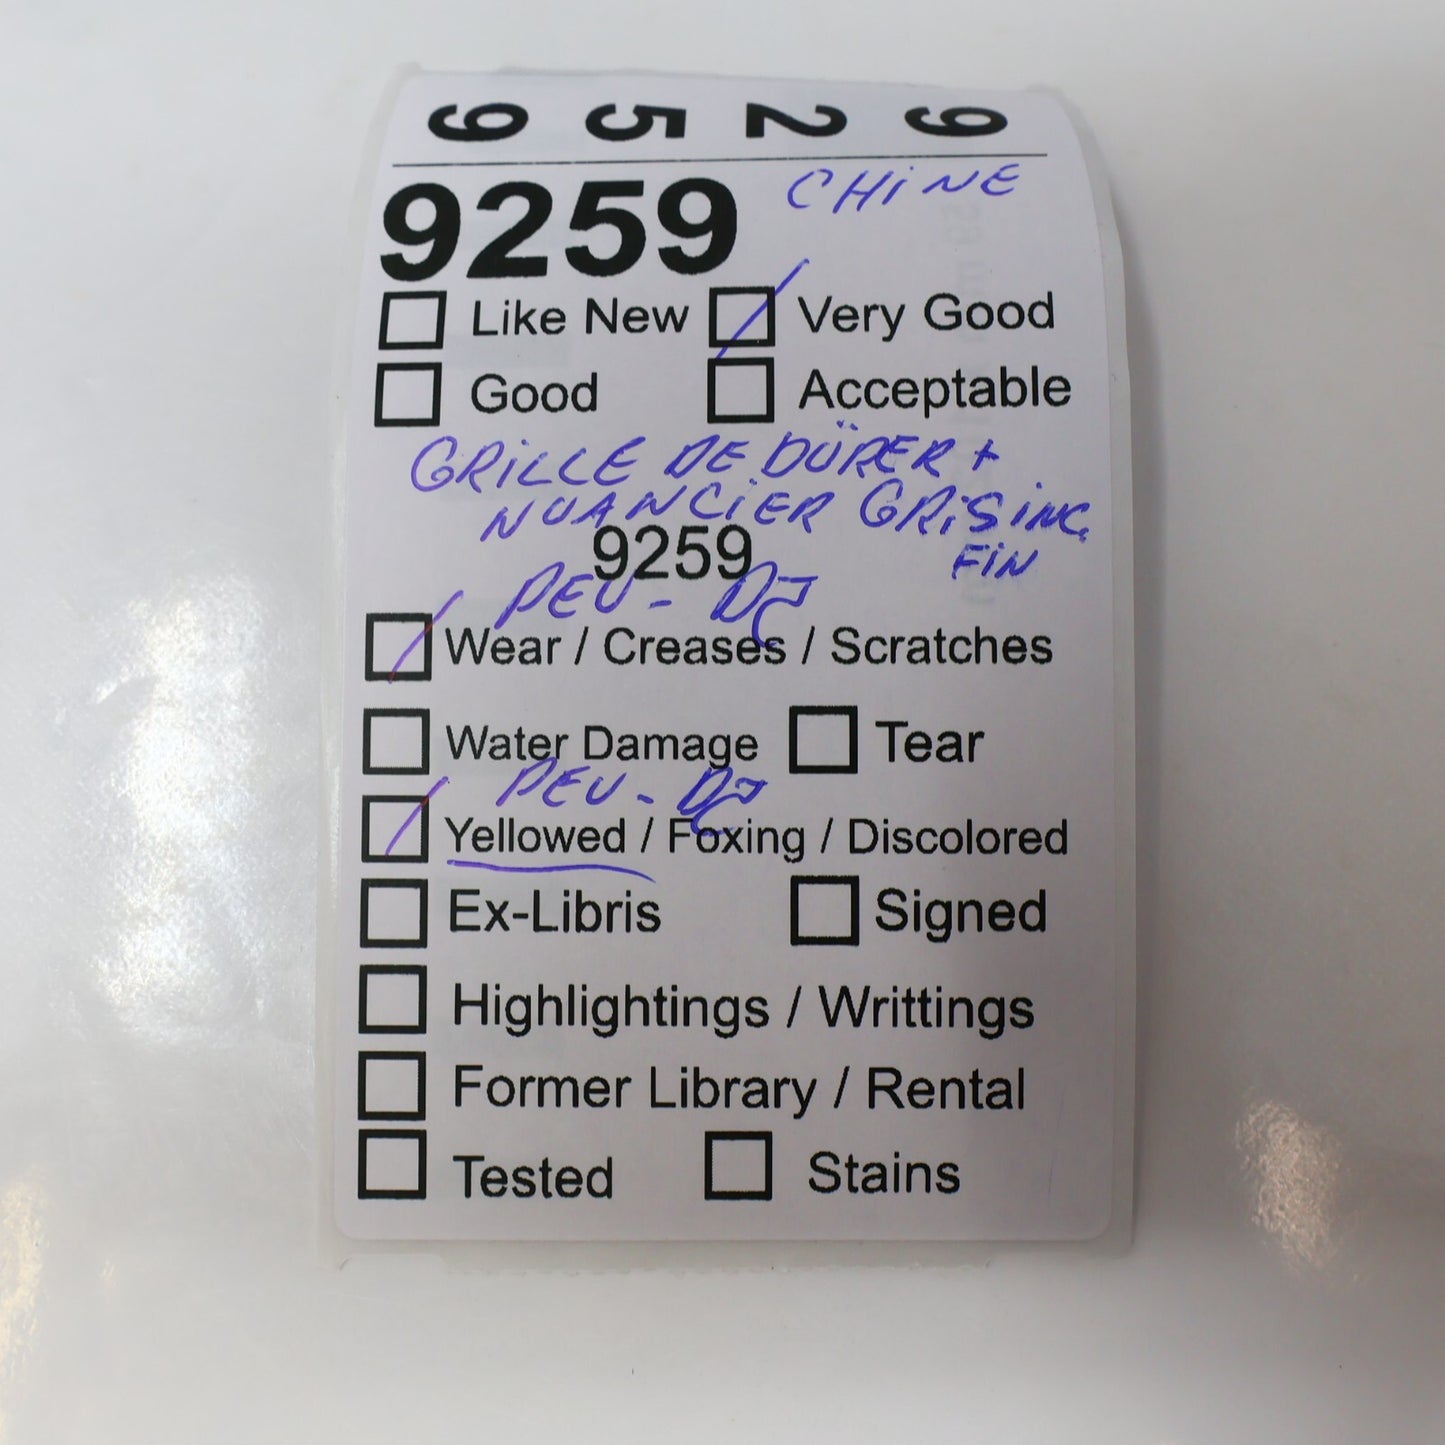 9 5 2 9
9259 CHiNE
Like New Very Good
Good Acceptable
GRiLLE DE DÜRER +
NUANCiER GRiS iNC.
FiN
9259
PEU - DJ
Wear / Creases / Scratches
Water Damage Tear
PEU - DJ
Yellowed / Foxing / Discolored
Ex-Libris Signed
Highlightings / Writtings
Former Library / Rental
Tested Stains